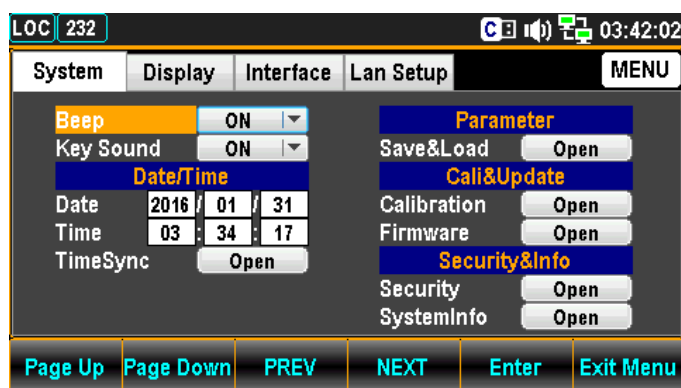 LOC 232 C 03:42:02
System Display Interface Lan Setup MENU
Beep ON
Key Sound ON
Date/Time
Date 2016 / 01 / 31
Time 03 : 34 : 17
TimeSync Open
Parameter
Save&Load Open
Cali&Update
Calibration Open
Firmware Open
Security&Info
Security Open
SystemInfo Open
Page Up Page Down PREV NEXT Enter Exit Menu